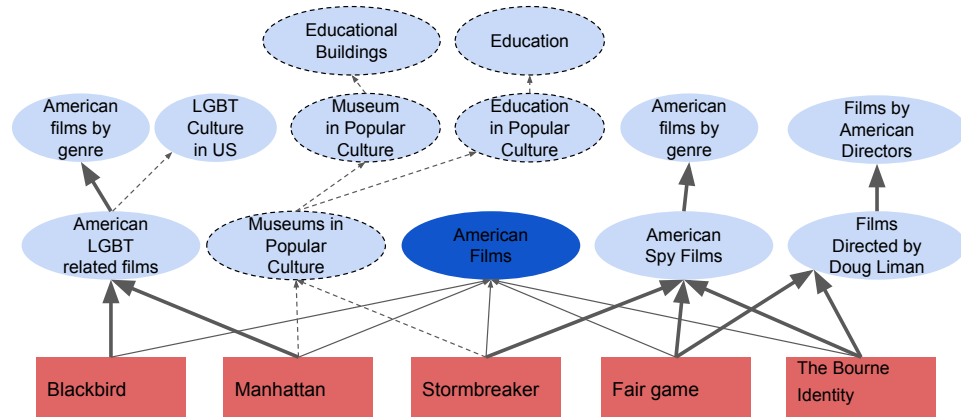 Educational
Buildings
Education
American
films by
genre
LGBT
Culture
in US
Museum
in Popular
Culture
Education
in Popular
Culture
American
films by
genre
Films by
American
Directors
American
LGBT
related films
Museums in
Popular
Culture
American
Films
American
Spy Films
Films
Directed by
Doug Liman
Blackbird
Manhattan
Stormbreaker
Fair game
The Bourne
Identity